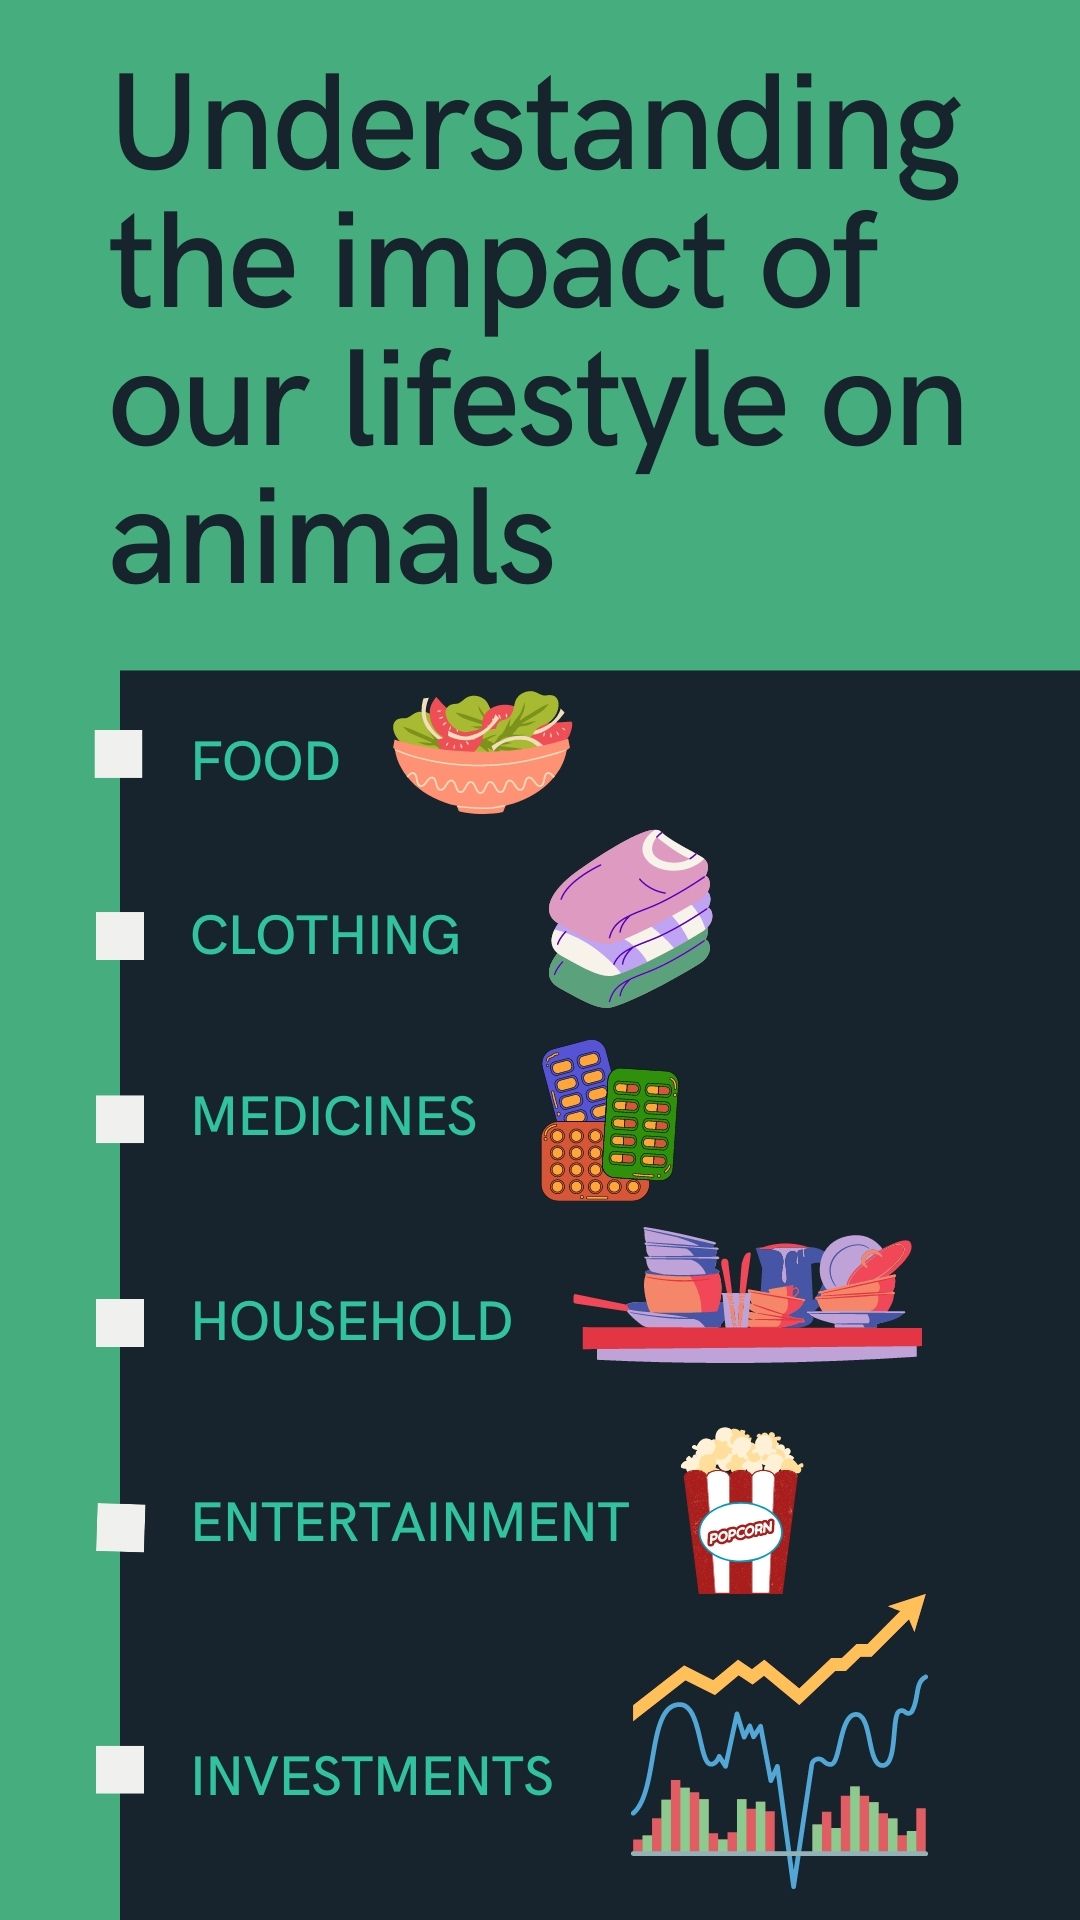 Understanding
the impact of
our lifestyle on
animals
FOOD
CLOTHING
MEDICINES
HOUSEHOLD
ENTERTAINMENT
POPCORN
INVESTMENTS